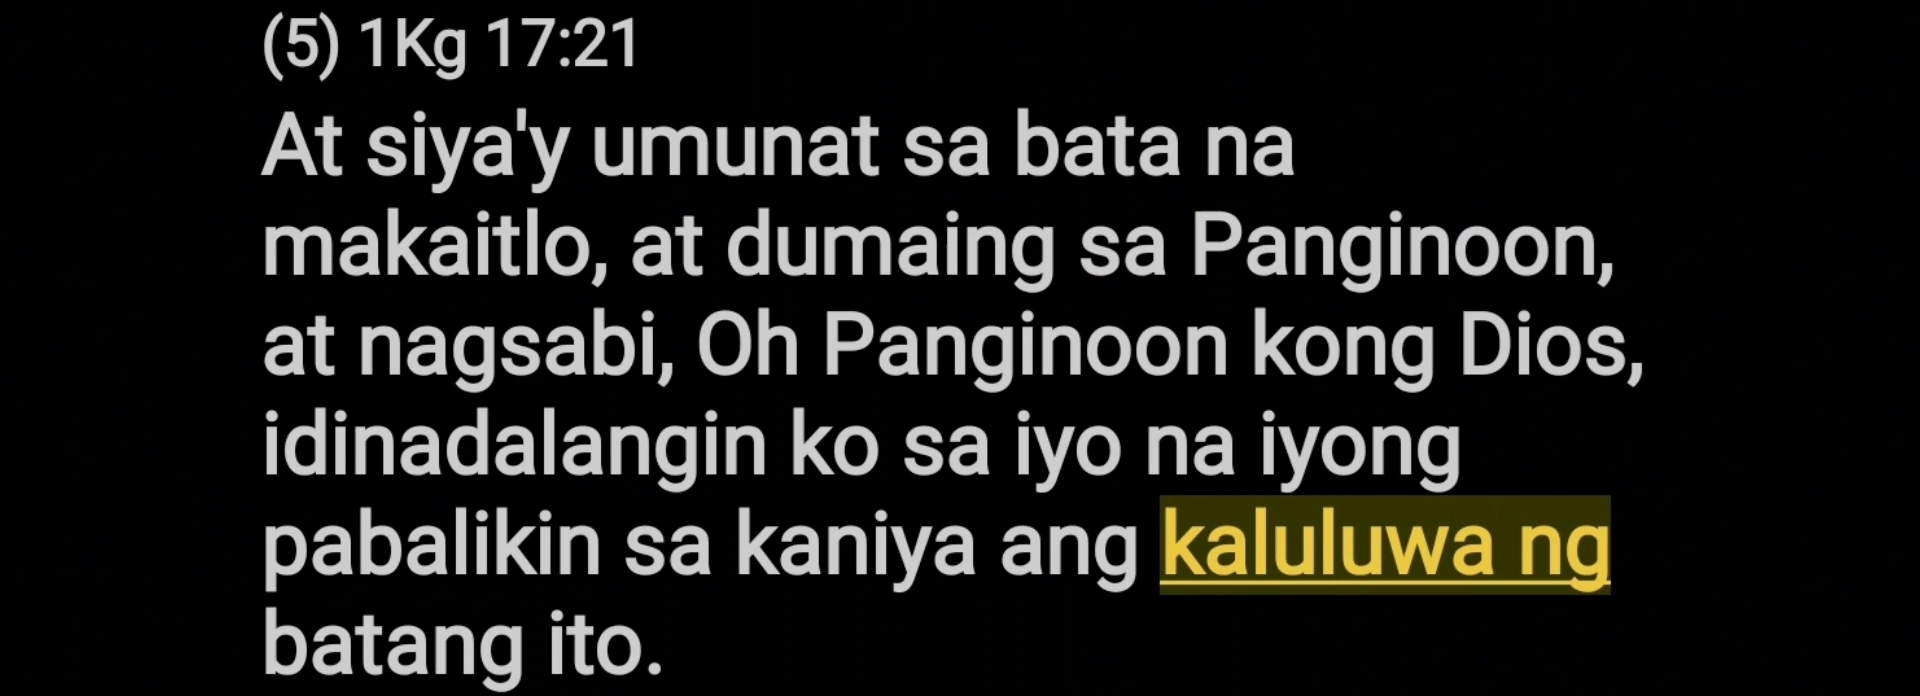 (5) 1Kg 17:21
At siya'y umunat sa bata na
makaitlo, at dumaing sa Panginoon,
at nagsabi, Oh Panginoon kong Dios,
idinadalangin ko sa iyo na iyong
pabalikin sa kaniya ang kaluluwa ng
batang ito.